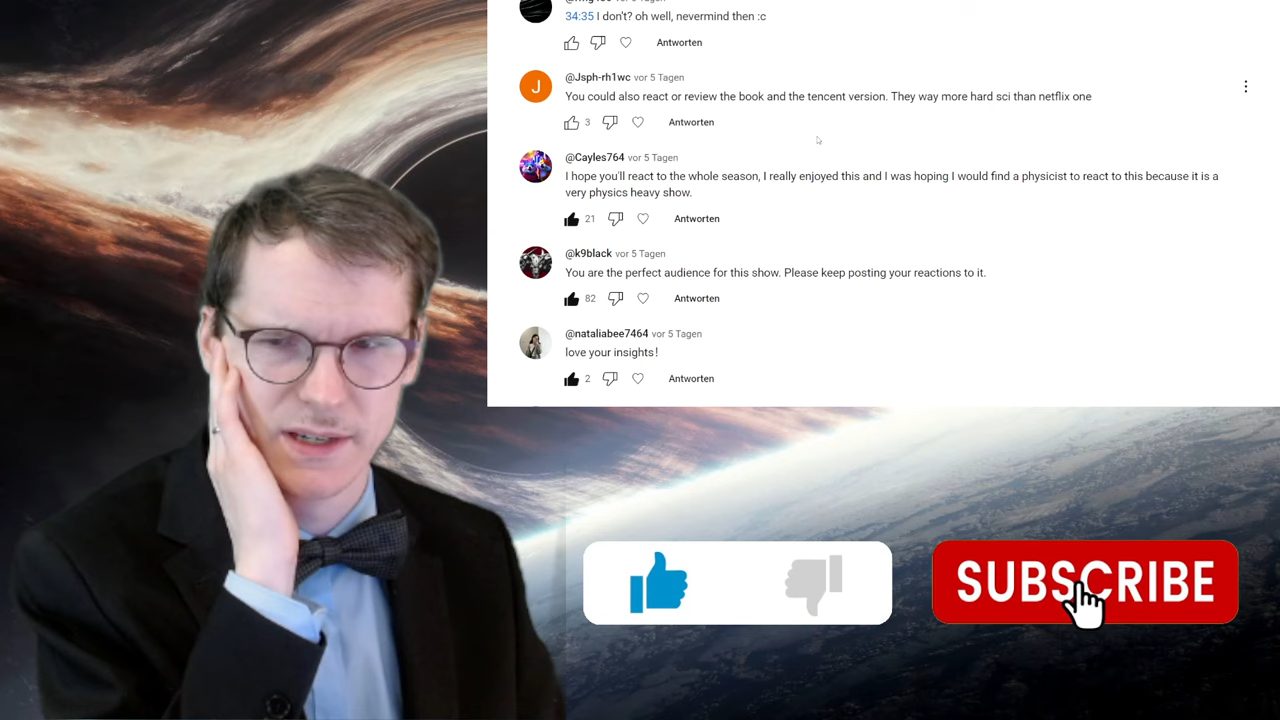 34:35 I don't? oh well, nevermind then :c
Antworten
J
@Jsph-rh1wc vor 5 Tagen
You could also react or review the book and the tencent version. They way more hard sci than netflix one
3 Antworten
@Cayles764 vor 5 Tagen
I hope you'll react to the whole season, I really enjoyed this and I was hoping I would find a physicist to react to this because it is a
very physics heavy show.
21 Antworten
@k9black vor 5 Tagen
You are the perfect audience for this show. Please keep posting your reactions to it.
82 Antworten
@nataliabee7464 vor 5 Tagen
love your insights!
2 Antworten
SUBSCRIBE